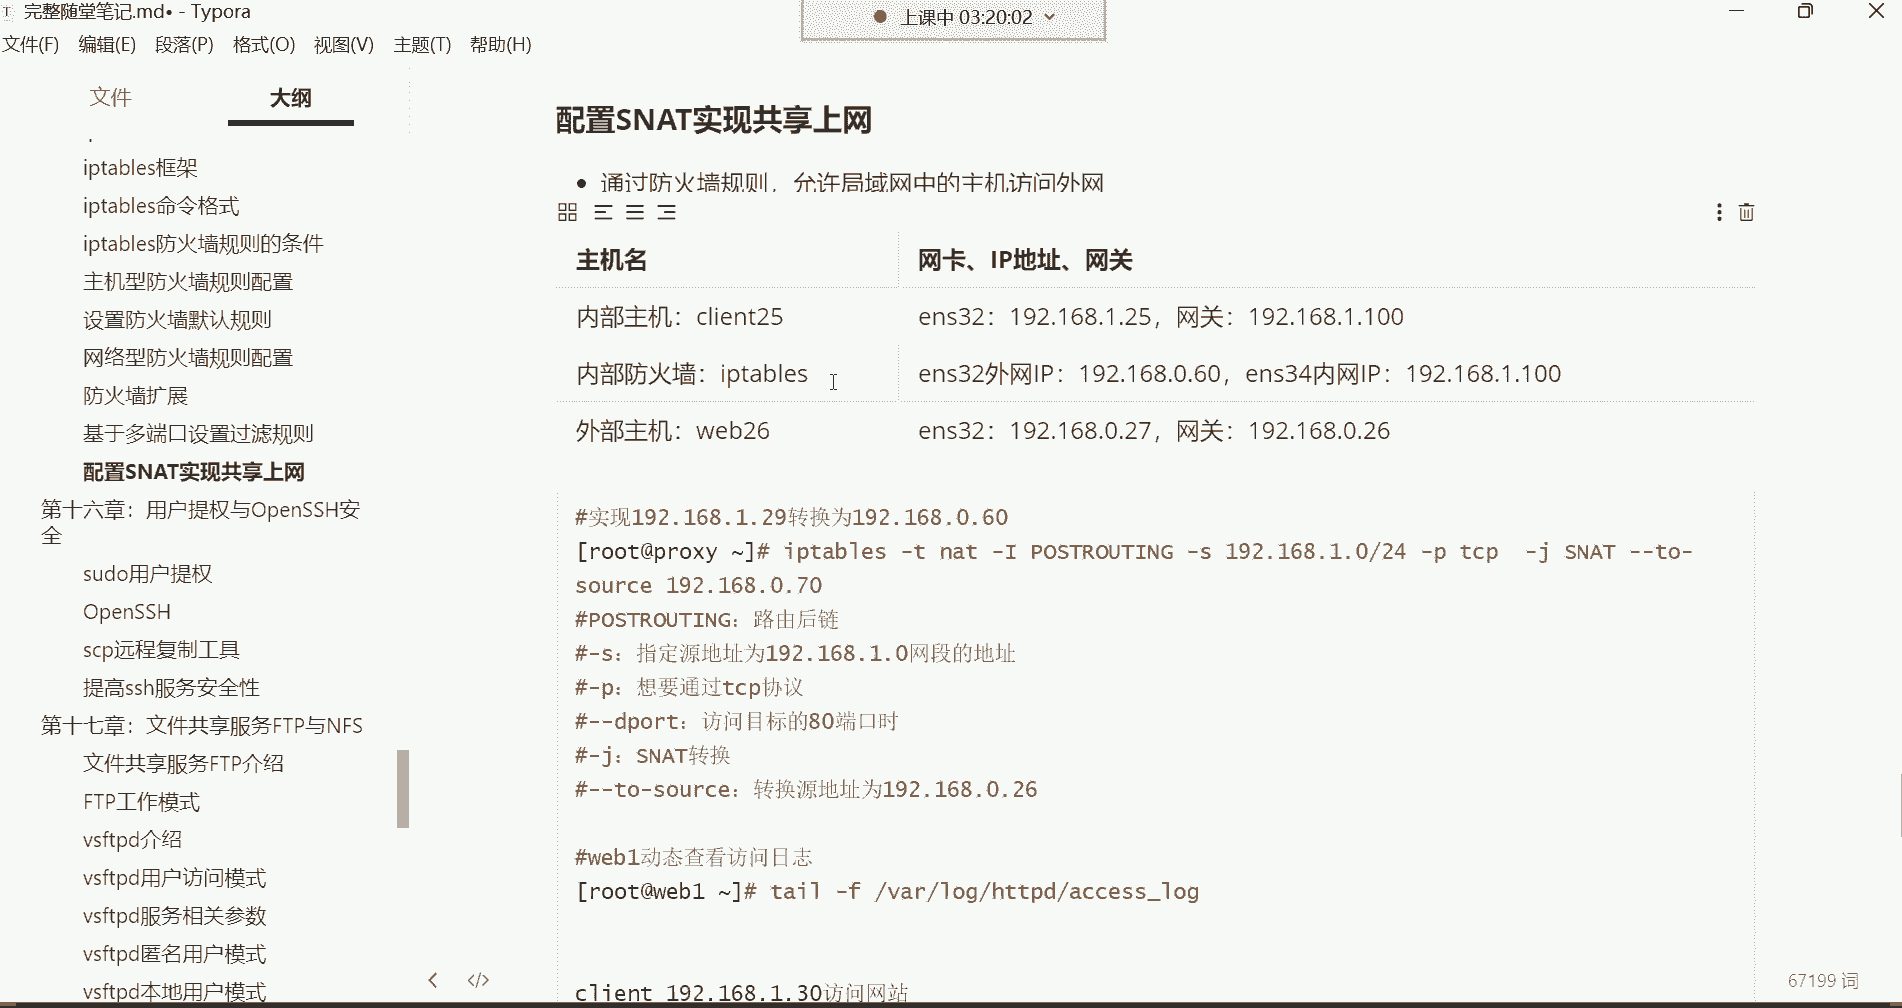 完整随堂笔记.md• - Typora
上课中 03:20:02
文件(F) 编辑(E) 段落(P) 格式(O) 视图(V) 主题(T) 帮助(H)
文件 大纲
iptables框架
iptables命令格式
iptables防火墙规则的条件
主机型防火墙规则配置
设置防火墙默认规则
网络型防火墙规则配置
防火墙扩展
基于多端口设置过滤规则
配置SNAT实现共享上网
第十六章：用户提权与OpenSSH安
全
sudo用户提权
OpenSSH
scp远程复制工具
提高ssh服务安全性
第十七章：文件共享服务FTP与NFS
文件共享服务FTP介绍
FTP工作模式
vsftpd介绍
vsftpd用户访问模式
vsftpd服务相关参数
vsftpd匿名用户模式
vsftpd本地用户模式
配置SNAT实现共享上网
• 通过防火墙规则，允许局域网中的主机访问外网
主机名 网卡、IP地址、网关
内部主机：client25 ens32：192.168.1.25，网关：192.168.1.100
内部防火墙：iptables ens32外网IP：192.168.0.60，ens34内网IP：192.168.1.100
外部主机：web26 ens32：192.168.0.27，网关：192.168.0.26
#实现192.168.1.29转换为192.168.0.60
[root@proxy ~]# iptables -t nat -I POSTROUTING -s 192.168.1.0/24 -p tcp  -j SNAT --to-
source 192.168.0.70
#POSTROUTING：路由后链
#-s：指定源地址为192.168.1.0网段的地址
#-p：想要通过tcp协议
#--dport：访问目标的80端口时
#-j：SNAT转换
#--to-source：转换源地址为192.168.0.26
#web1动态查看访问日志
[root@web1 ~]# tail -f /var/log/httpd/access_log
client 192.168.1.30访问网站
67199 词